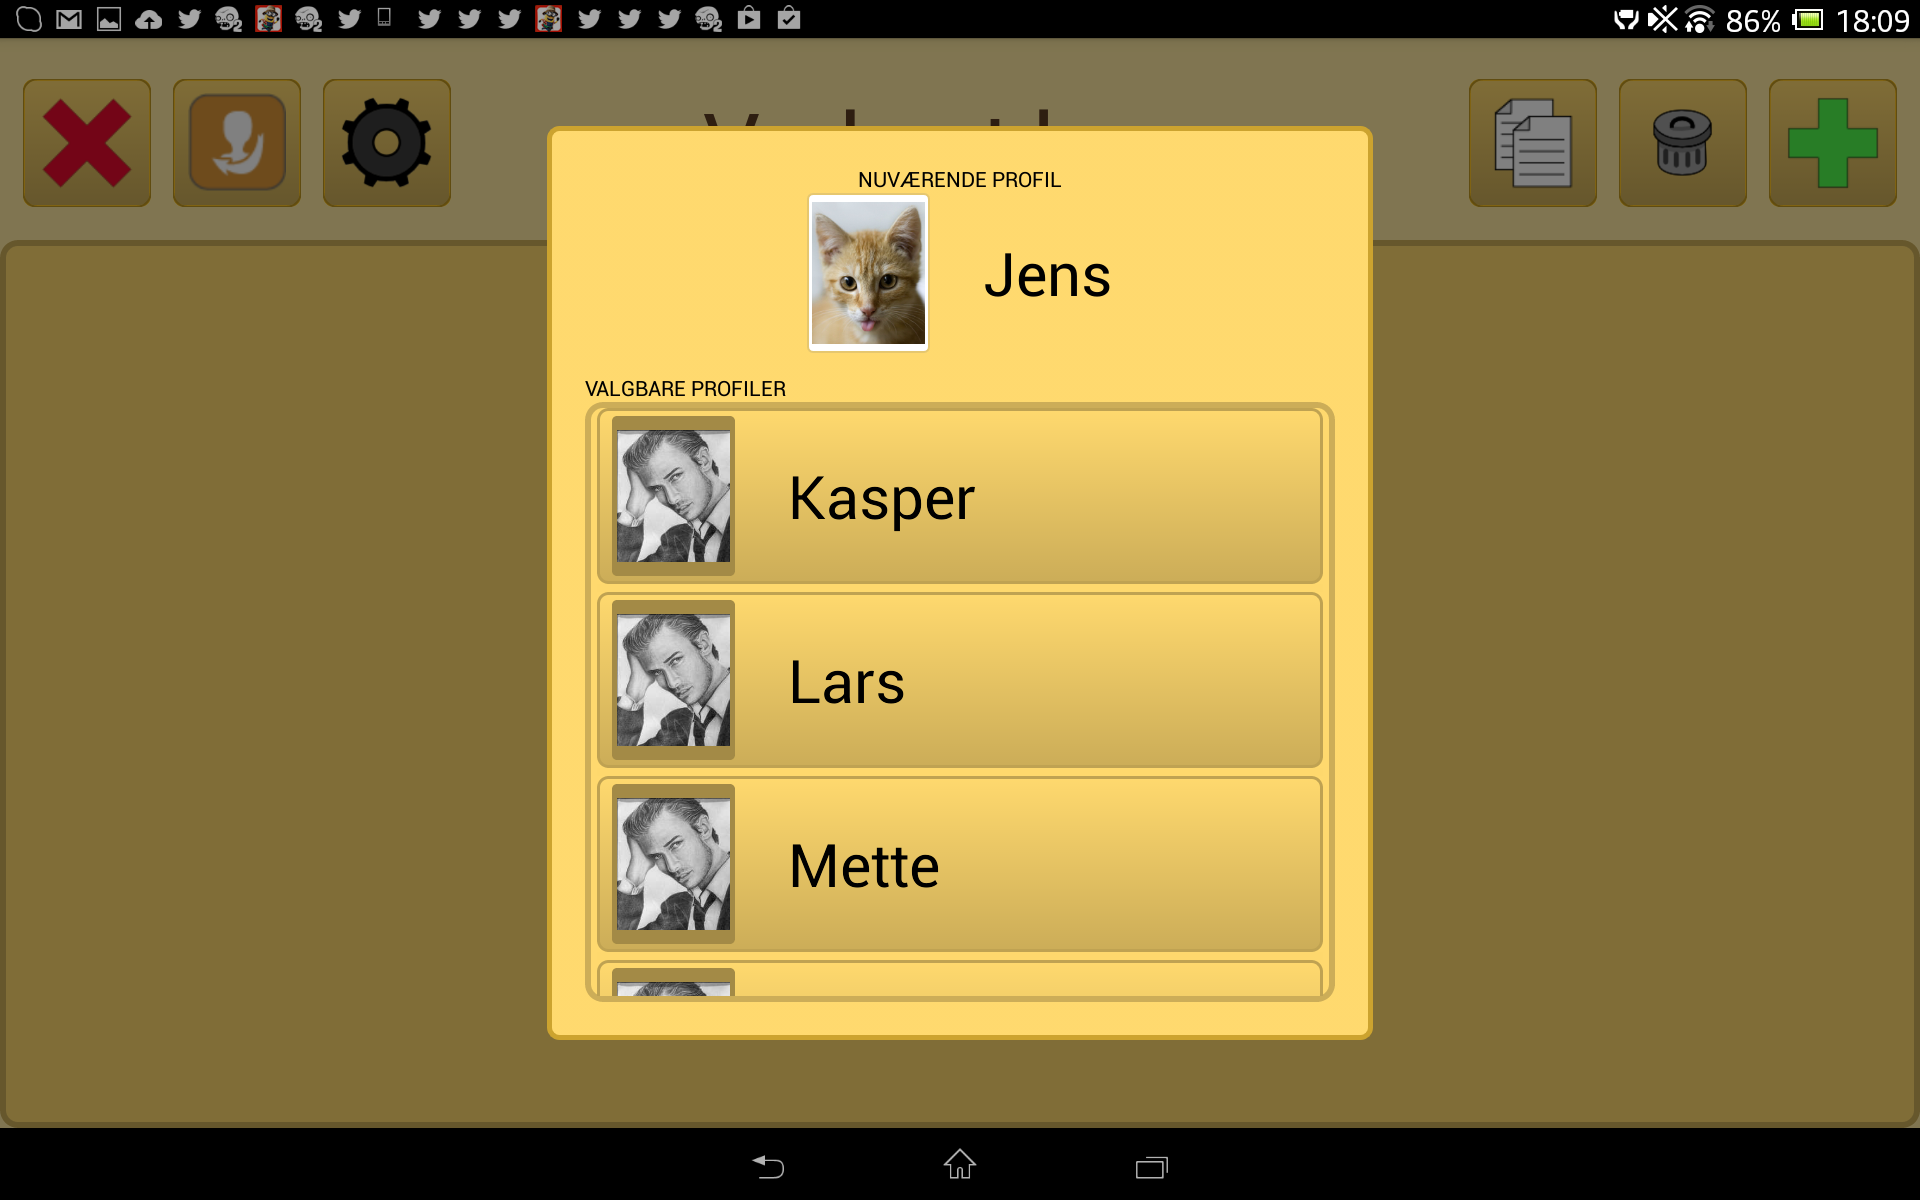 86% 18:09
NUVÆRENDE PROFIL
Jens
VALGBARE PROFILER
Kasper
Lars
Mette